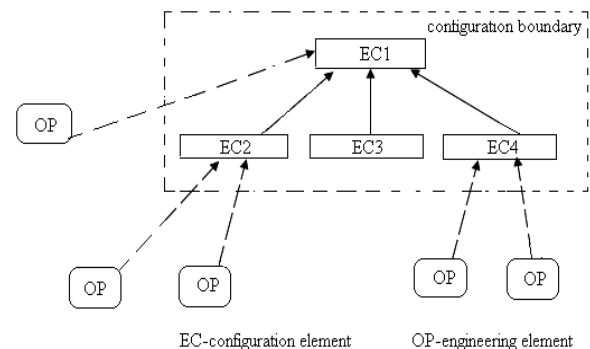 configuration boundary
EC1
OP
EC2
EC3
EC4
OP
OP
OP
OP
EC-configuration element
OP-engineering element